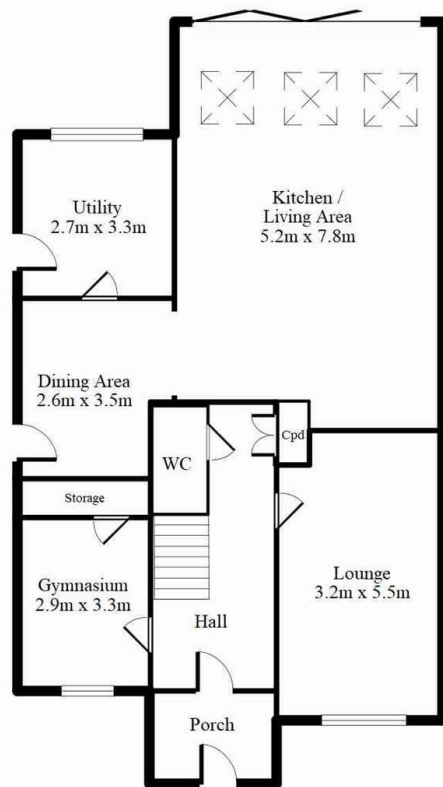 Kitchen /
Living Area
5.2m x 7.8m
Utility
2.7m x 3.3m
Dining Area
2.6m x 3.5m
WC
Cpd
Storage
Gymnasium
2.9m x 3.3m
Lounge
3.2m x 5.5m
Hall
Porch